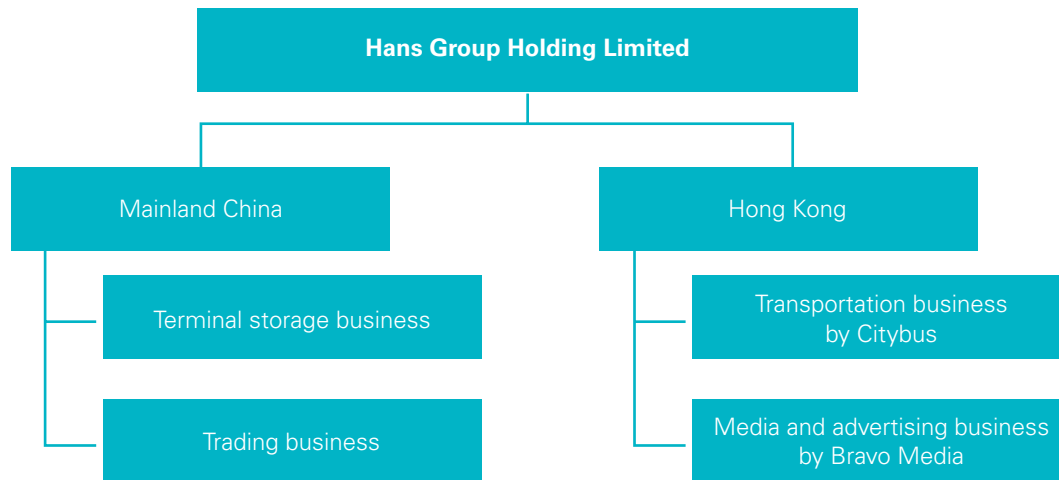 Hans Group Holding Limited
Mainland China
Hong Kong
Terminal storage business
Transportation business
by Citybus
Trading business
Media and advertising business
by Bravo Media